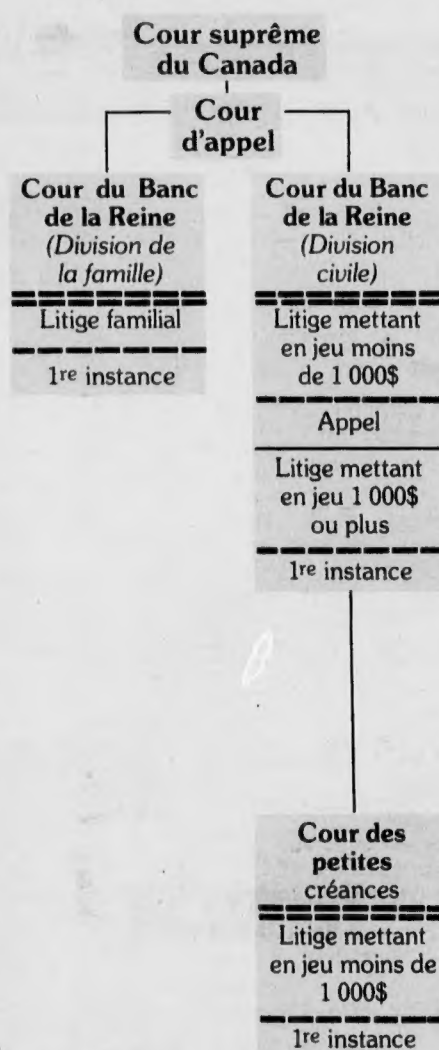 Cour suprême
du Canada
Cour
d'appel
Cour du Banc
de la Reine
(Division de
la famille)
Litige familial
1re instance
Cour du Banc
de la Reine
(Division
civile)
Litige mettant
en jeu moins
de 1 000$
Appel
Litige mettant
en jeu 1 000$
ou plus
1re instance
Cour des
petites
créances
Litige mettant
en jeu moins de
1 000$
1re instance